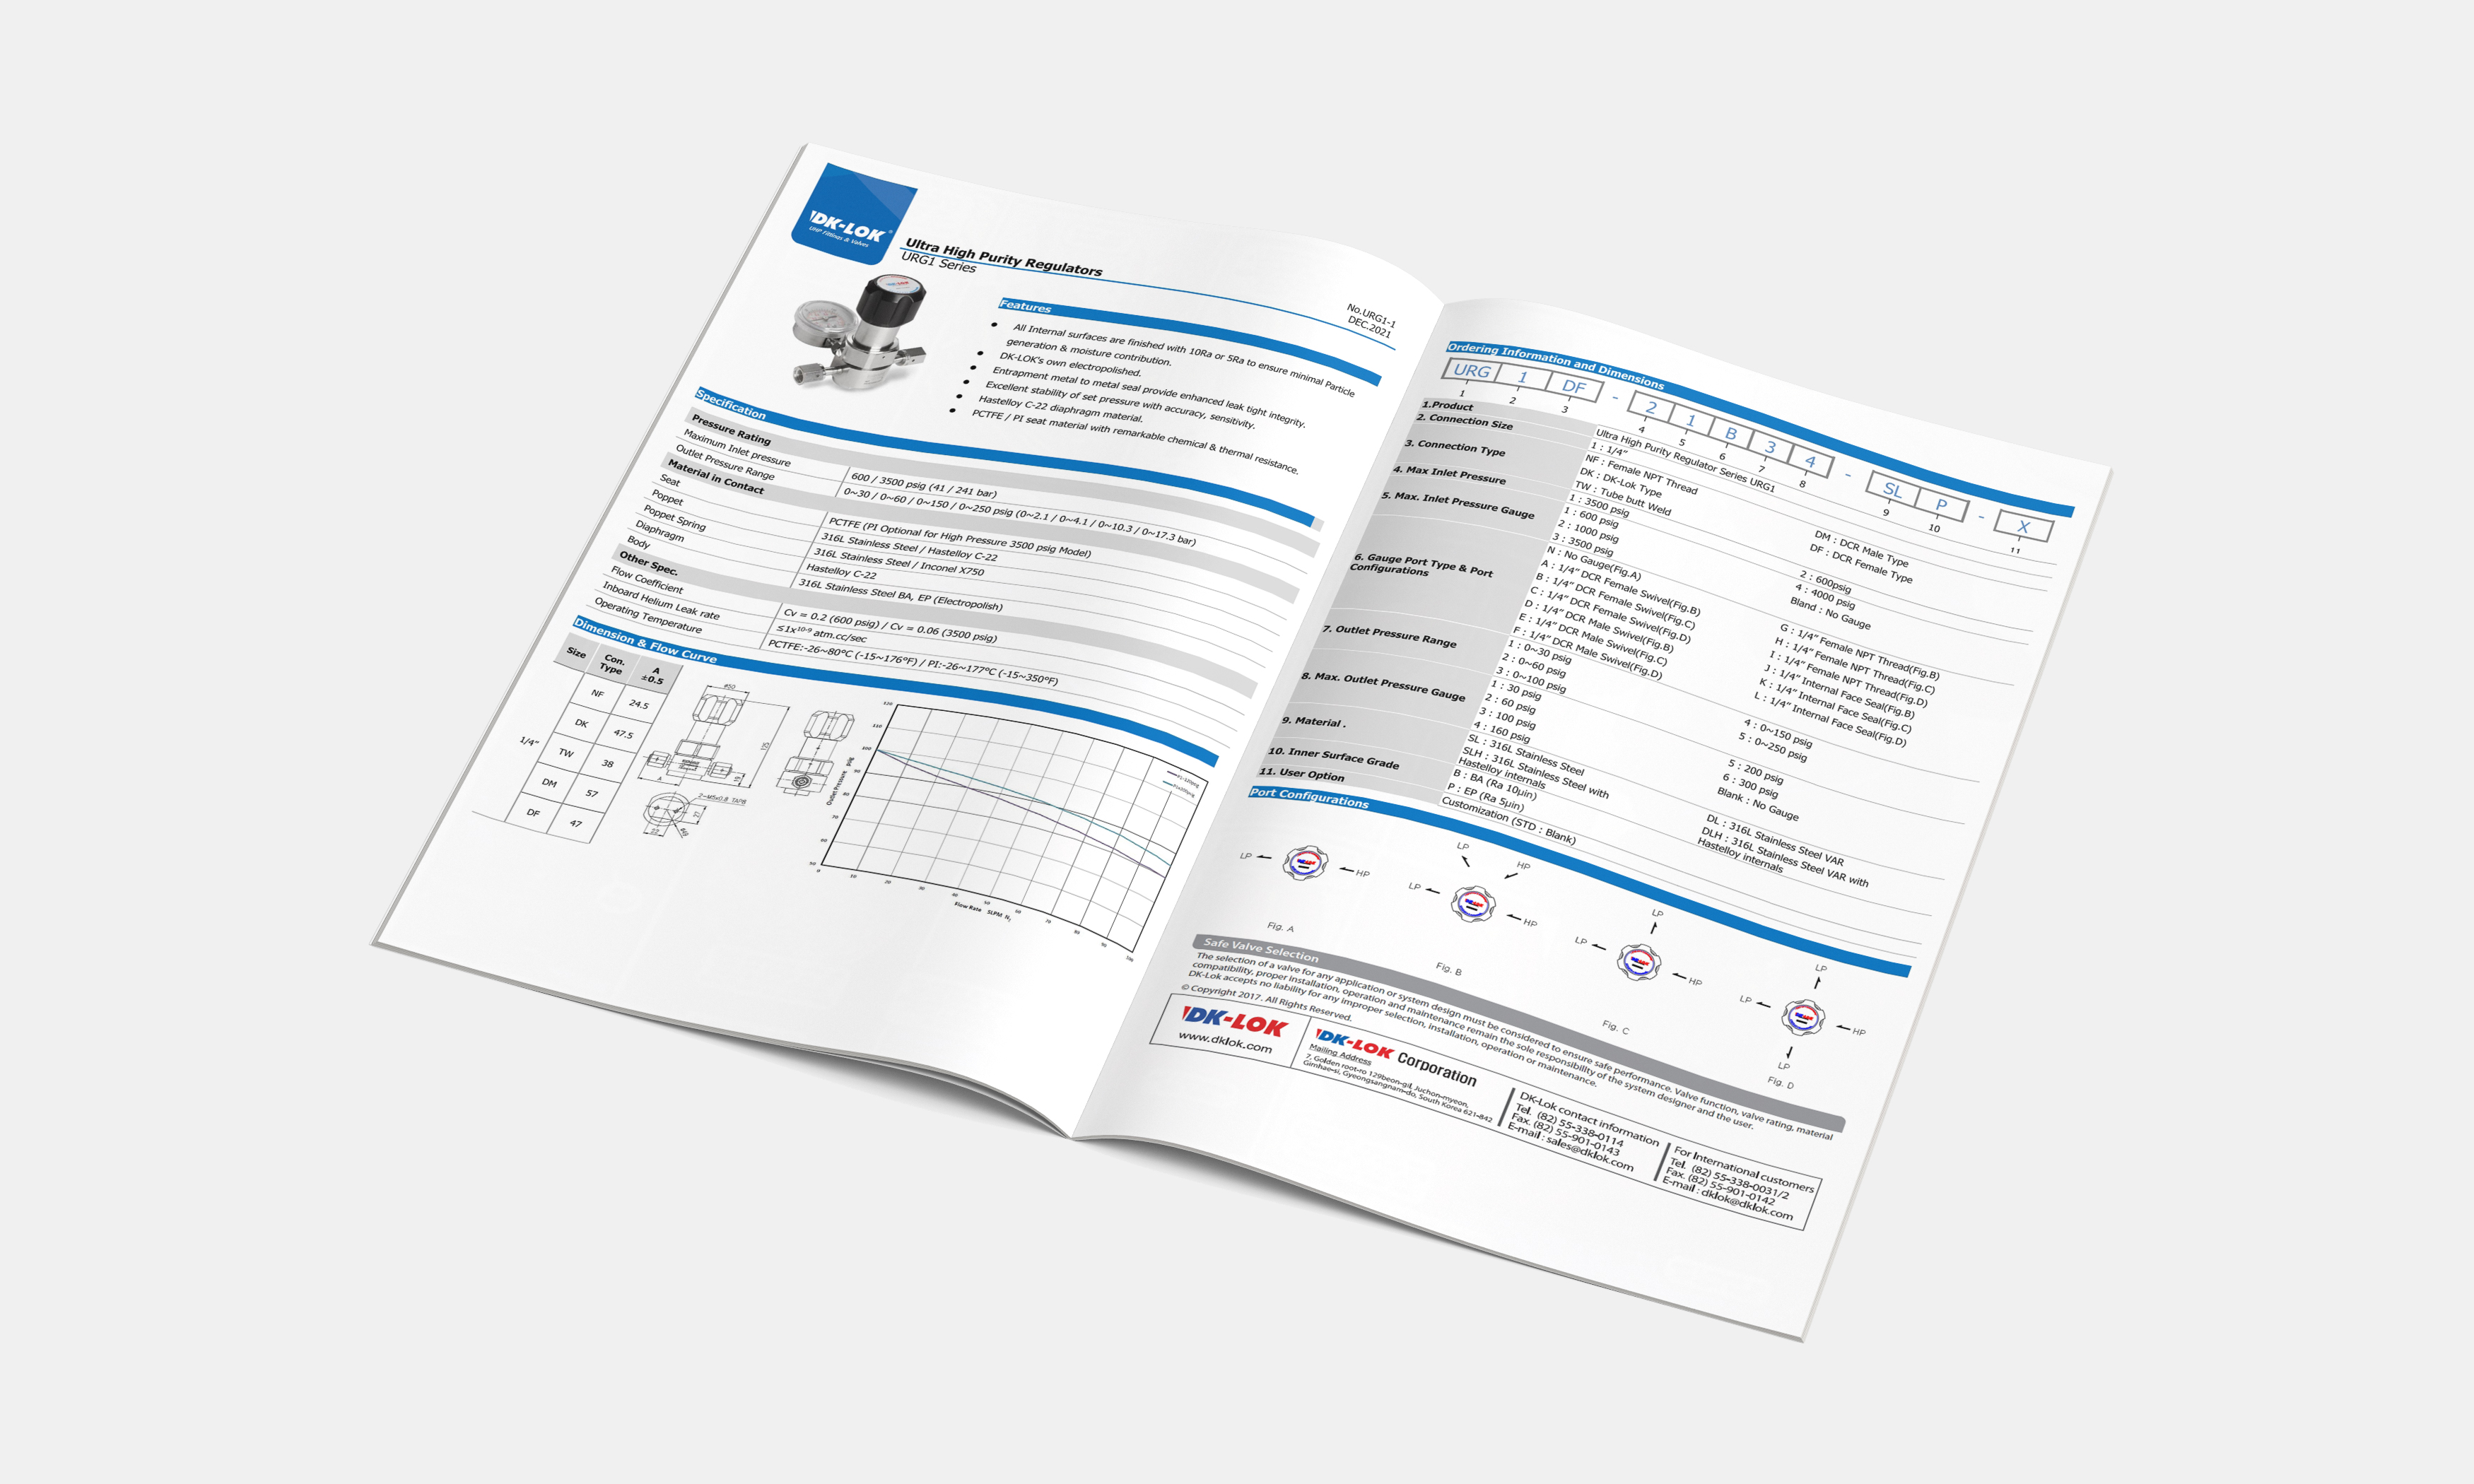 DK-LOK®
UHP Fittings & Valves
Ultra High Purity Regulators
URG1 Series
No.URG1-1
DEC.2021
Features
● All Internal surfaces are finished with 10Ra or 5Ra to ensure minimal Particle
generation & moisture contribution.
● DK-LOK's own electropolished.
● Entrapment metal to metal seal provide enhanced leak tight integrity.
● Excellent stability of set pressure with accuracy, sensitivity.
● Hastelloy C-22 diaphragm material.
● PCTFE / PI seat material with remarkable chemical & thermal resistance.
Specification
Pressure Rating
Maximum Inlet pressure 600 / 3500 psig (41 / 241 bar)
Outlet Pressure Range 0~30 / 0~60 / 0~150 / 0~250 psig (0~2.1 / 0~4.1 / 0~10.3 / 0~17.3 bar)
Material in Contact
Seat PCTFE (PI Optional for High Pressure 3500 psig Model)
Poppet 316L Stainless Steel / Hastelloy C-22
Poppet Spring 316L Stainless Steel / Inconel X750
Diaphragm Hastelloy C-22
Body 316L Stainless Steel BA, EP (Electropolish)
Other Spec.
Flow Coefficient Cv = 0.2 (600 psig) / Cv = 0.06 (3500 psig)
Inboard Helium Leak rate ≤1x10-9 atm.cc/sec
Operating Temperature PCTFE:-26~80°C (-15~176°F) / PI:-26~177°C (-15~350°F)
Dimension & Flow Curve
Size Con. Type A ±0.5
1/4"
NF 24.5
DK 47.5
TW 38
DM 57
DF 47
ø50
A
2-M5x0.8 TAPB
22
Outlet Pressure psig
120
110
100
90
80
70
60
50
0 10 20 30 40 50 60 70 80 90 100
Flow Rate SLPM N2
Ordering Information and Dimensions
URG 1 DF - 2 1 B 3 4 - SL P - X
1 2 3 4 5 6 7 8 9 10 11
1.Product Ultra High Purity Regulator Series URG1
2. Connection Size 1 : 1/4"
3. Connection Type NF : Female NPT Thread
DK : DK-Lok Type
TW : Tube butt Weld
DM : DCR Male Type
DF : DCR Female Type
4. Max Inlet Pressure 1 : 3500 psig 2 : 600psig
5. Max. Inlet Pressure Gauge 1 : 600 psig 4 : 4000 psig
2 : 1000 psig Bland : No Gauge
3 : 3500 psig
6. Gauge Port Type & Port Configurations
N : No Gauge(Fig.A)
A : 1/4" DCR Female Swivel(Fig.B)
B : 1/4" DCR Female Swivel(Fig.C)
C : 1/4" DCR Female Swivel(Fig.D)
D : 1/4" DCR Male Swivel(Fig.B)
E : 1/4" DCR Male Swivel(Fig.C)
F : 1/4" DCR Male Swivel(Fig.D)
G : 1/4" Female NPT Thread(Fig.B)
H : 1/4" Female NPT Thread(Fig.C)
I : 1/4" Female NPT Thread(Fig.D)
J : 1/4" Internal Face Seal(Fig.B)
K : 1/4" Internal Face Seal(Fig.C)
L : 1/4" Internal Face Seal(Fig.D)
7. Outlet Pressure Range 1 : 0~30 psig 4 : 0~150 psig
2 : 0~60 psig 5 : 0~250 psig
3 : 0~100 psig
8. Max. Outlet Pressure Gauge 1 : 30 psig 5 : 200 psig
2 : 60 psig 6 : 300 psig
3 : 100 psig Blank : No Gauge
4 : 160 psig
9. Material . SL : 316L Stainless Steel
SLH : 316L Stainless Steel with
Hastelloy internals
DL : 316L Stainless Steel VAR
DLH : 316L Stainless Steel VAR with
Hastelloy internals
10. Inner Surface Grade B : BA (Ra 10µin)
P : EP (Ra 5µin)
11. User Option Customization (STD : Blank)
Port Configurations
LP HP
Fig. A
LP HP
LP HP
Fig. B
LP
LP HP
Fig. C
LP
LP HP
LP
Fig. D
Safe Valve Selection
The selection of a valve for any application or system design must be considered to ensure safe performance. Valve function, valve rating, material
compatibility, proper installation, operation and maintenance remain the sole responsibility of the system designer and the user.
DK-Lok accepts no liability for any improper selection, installation, operation or maintenance.
© Copyright 2017. All Rights Reserved.
DK-LOK
www.dklok.com
DK-LOK Corporation
Mailing Address
7, Golden root-ro 129beon-gil, Juchon-myeon,
Gimhae-si, Gyeongsangnam-do, South Korea 621-842
DK-Lok contact information
Tel. (82) 55-338-0114
Fax. (82) 55-901-0143
E-mail : sales@dklok.com
For International customers
Tel. (82) 55-338-0031/2
Fax. (82) 55-901-0142
E-mail : dklok@dklok.com